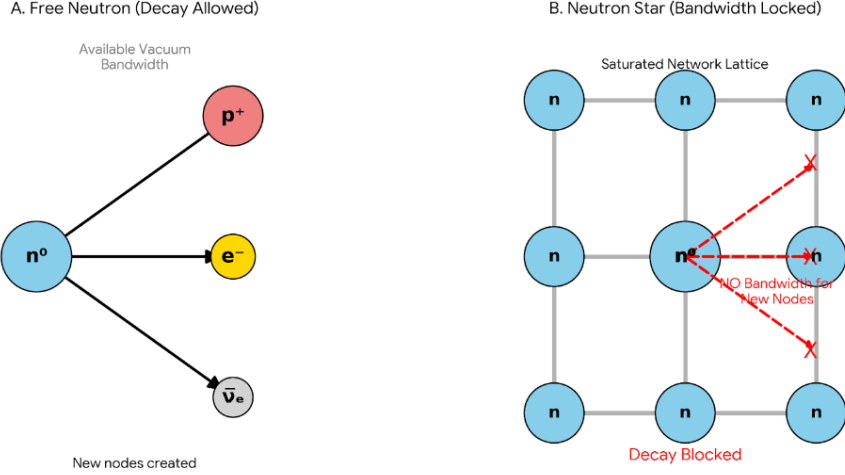 A. Free Neutron (Decay Allowed)
Available Vacuum
Bandwidth
p⁺
n⁰
e⁻
ν̄ₑ
New nodes created
B. Neutron Star (Bandwidth Locked)
Saturated Network Lattice
n
n
n
X
n
n⁰
X
n
NO Bandwidth for
New Nodes
X
n
n
n
Decay Blocked